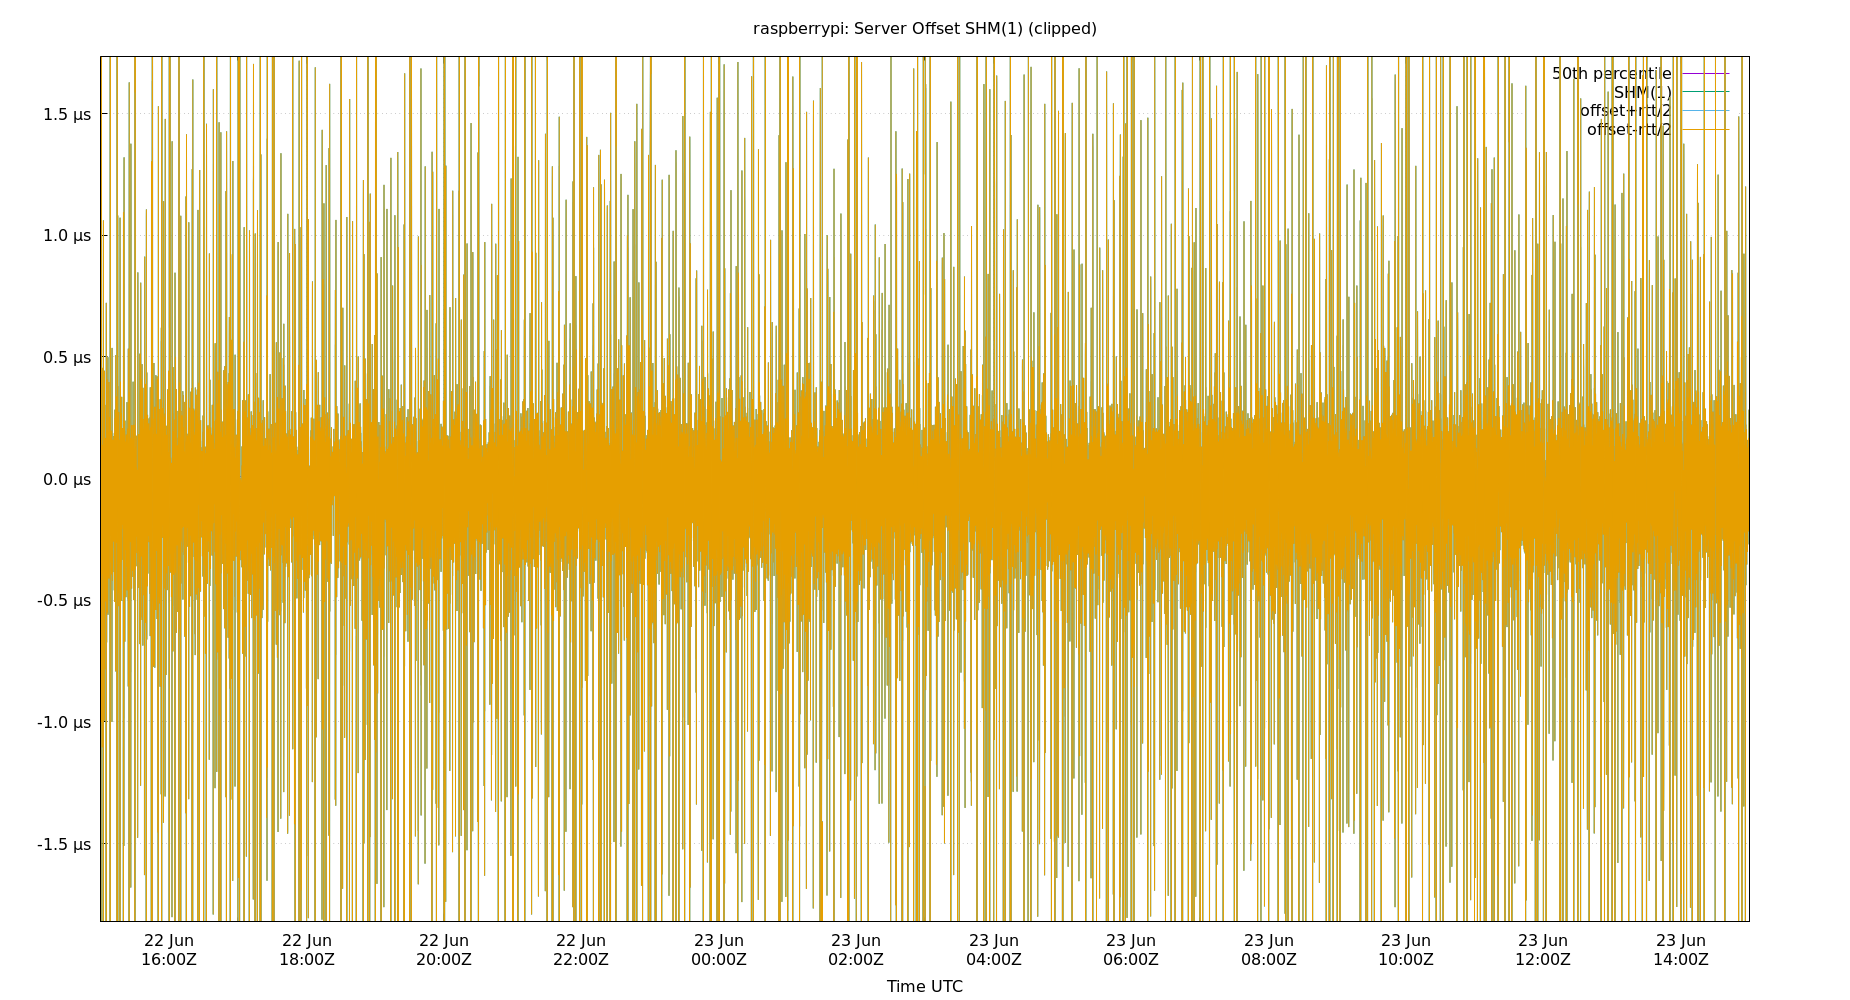 raspberrypi: Server Offset SHM(1) (clipped)
50th percentile
SHM(1)
offset+rtt/2
offset-rtt/2
1.5 µs
1.0 µs
0.5 µs
0.0 µs
-0.5 µs
-1.0 µs
-1.5 µs
22 Jun 22 Jun 22 Jun 22 Jun 23 Jun 23 Jun 23 Jun 23 Jun 23 Jun 23 Jun 23 Jun 23 Jun
16:00Z 18:00Z 20:00Z 22:00Z 00:00Z 02:00Z 04:00Z 06:00Z 08:00Z 10:00Z 12:00Z 14:00Z
Time UTC